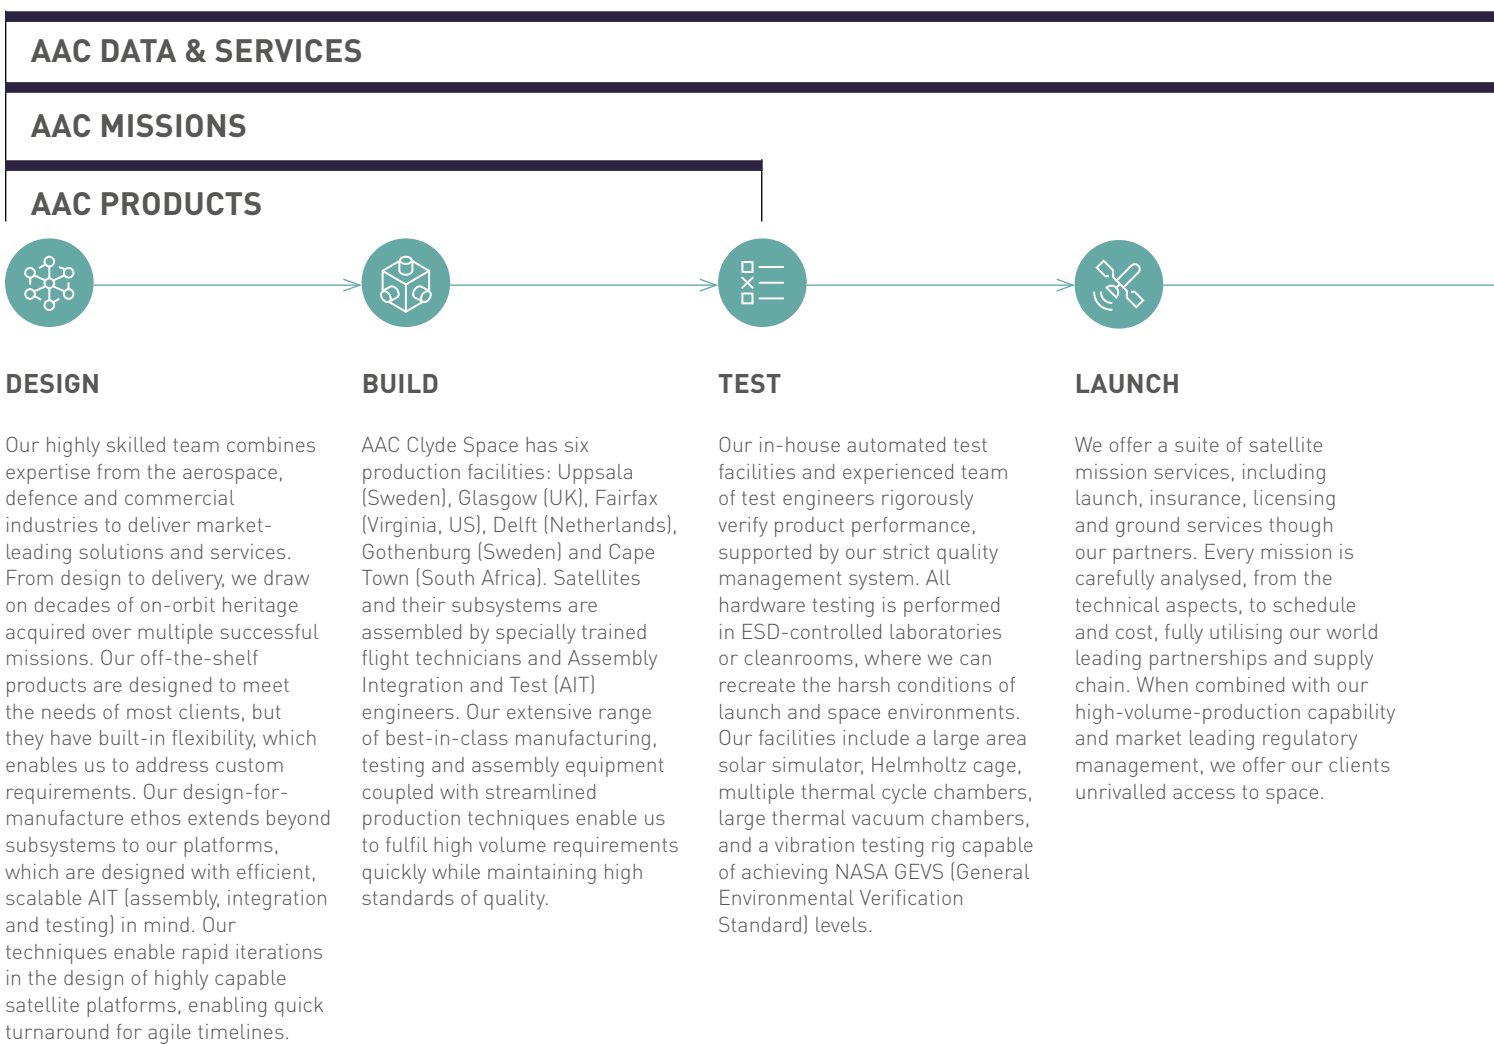 AAC DATA & SERVICES
AAC MISSIONS
AAC PRODUCTS
DESIGN
Our highly skilled team combines
expertise from the aerospace,
defence and commercial
industries to deliver market-
leading solutions and services.
From design to delivery, we draw
on decades of on-orbit heritage
acquired over multiple successful
missions. Our off-the-shelf
products are designed to meet
the needs of most clients, but
they have built-in flexibility, which
enables us to address custom
requirements. Our design-for-
manufacture ethos extends beyond
subsystems to our platforms,
which are designed with efficient,
scalable AIT (assembly, integration
and testing) in mind. Our
techniques enable rapid iterations
in the design of highly capable
satellite platforms, enabling quick
turnaround for agile timelines.
BUILD
AAC Clyde Space has six
production facilities: Uppsala
(Sweden), Glasgow (UK), Fairfax
(Virginia, US), Delft (Netherlands),
Gothenburg (Sweden) and Cape
Town (South Africa). Satellites
and their subsystems are
assembled by specially trained
flight technicians and Assembly
Integration and Test (AIT)
engineers. Our extensive range
of best-in-class manufacturing,
testing and assembly equipment
coupled with streamlined
production techniques enable us
to fulfil high volume requirements
quickly while maintaining high
standards of quality.
TEST
Our in-house automated test
facilities and experienced team
of test engineers rigorously
verify product performance,
supported by our strict quality
management system. All
hardware testing is performed
in ESD-controlled laboratories
or cleanrooms, where we can
recreate the harsh conditions of
launch and space environments.
Our facilities include a large area
solar simulator, Helmholtz cage,
multiple thermal cycle chambers,
large thermal vacuum chambers,
and a vibration testing rig capable
of achieving NASA GEVS (General
Environmental Verification
Standard) levels.
LAUNCH
We offer a suite of satellite
mission services, including
launch, insurance, licensing
and ground services though
our partners. Every mission is
carefully analysed, from the
technical aspects, to schedule
and cost, fully utilising our world
leading partnerships and supply
chain. When combined with our
high-volume-production capability
and market leading regulatory
management, we offer our clients
unrivalled access to space.